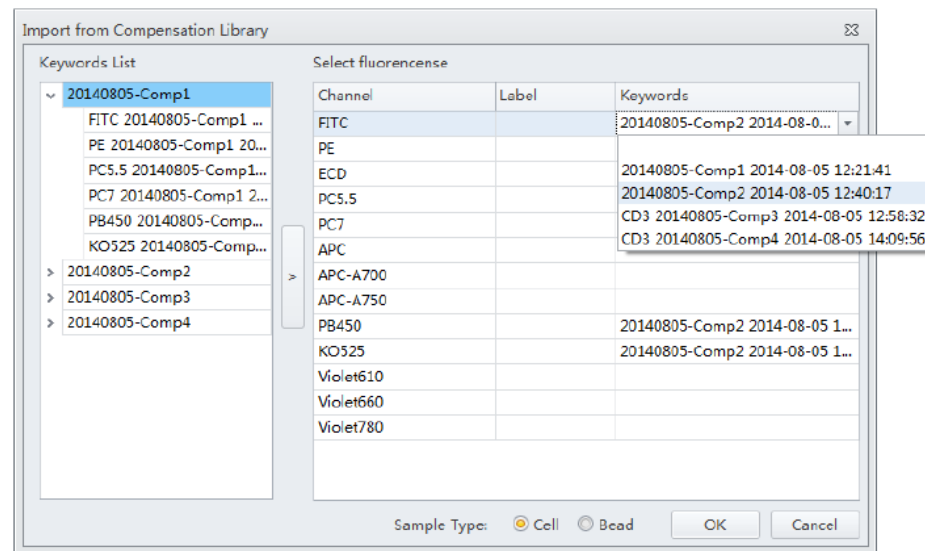 Import from Compensation Library
Keywords List
20140805-Comp1
FITC 20140805-Comp1 ...
PE 20140805-Comp1 20...
PC5.5 20140805-Comp1...
PC7 20140805-Comp1 2...
PB450 20140805-Comp...
KO525 20140805-Comp...
20140805-Comp2
20140805-Comp3
20140805-Comp4
>
Select fluorencense
Channel Label Keywords
FITC 20140805-Comp2 2014-08-0...
PE
ECD
PC5.5
PC7
APC
APC-A700
APC-A750
PB450 20140805-Comp2 2014-08-05 1...
KO525 20140805-Comp2 2014-08-05 1...
Violet610
Violet660
Violet780
20140805-Comp1 2014-08-05 12:21:41
20140805-Comp2 2014-08-05 12:40:17
CD3 20140805-Comp3 2014-08-05 12:58:32
CD3 20140805-Comp4 2014-08-05 14:09:56
Sample Type: Cell Bead OK Cancel